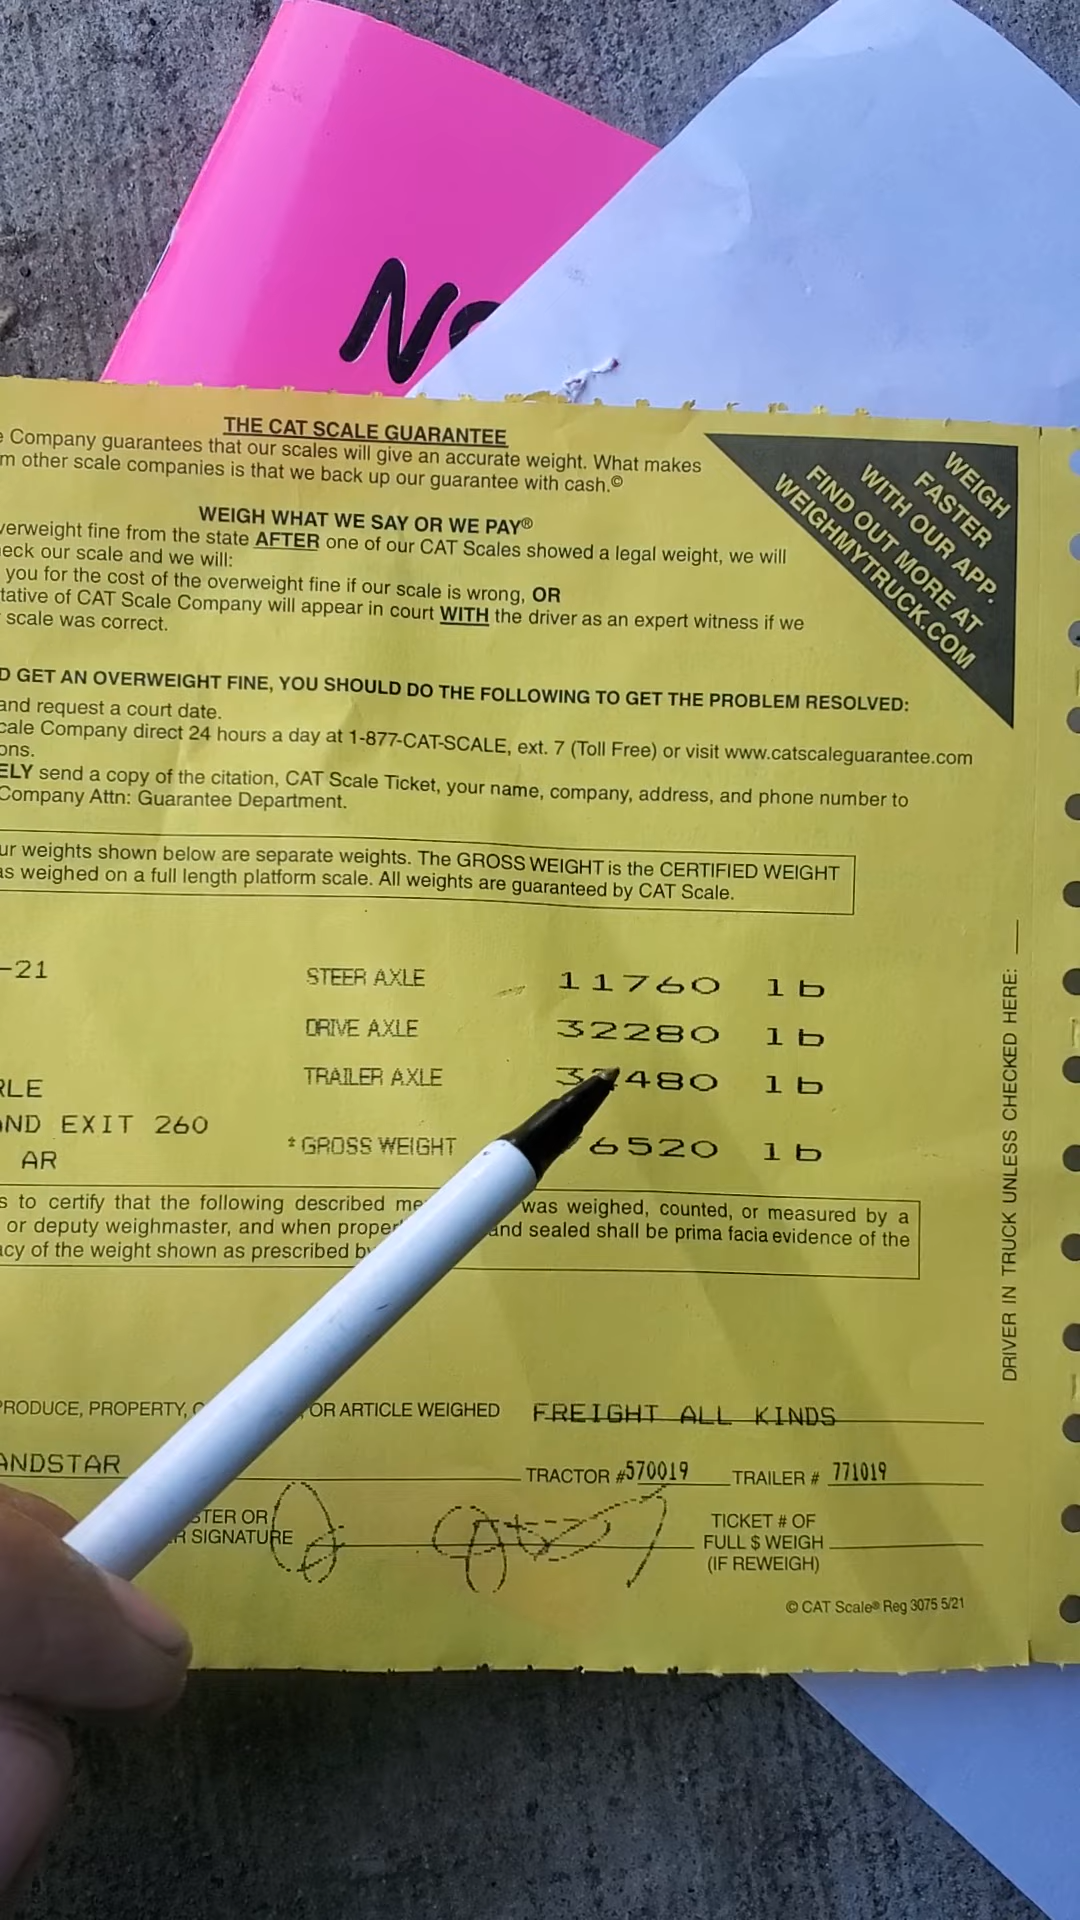 NO
THE CAT SCALE GUARANTEE
e Company guarantees that our scales will give an accurate weight. What makes
m other scale companies is that we back up our guarantee with cash.©
WEIGH WHAT WE SAY OR WE PAY®
verweight fine from the state AFTER one of our CAT Scales showed a legal weight, we will
eck our scale and we will:
you for the cost of the overweight fine if our scale is wrong, OR
tative of CAT Scale Company will appear in court WITH the driver as an expert witness if we
scale was correct.
WEIGH
FASTER
WITH OUR APP.
FIND OUT MORE AT
WEIGHMYTRUCK.COM
D GET AN OVERWEIGHT FINE, YOU SHOULD DO THE FOLLOWING TO GET THE PROBLEM RESOLVED:
and request a court date.
cale Company direct 24 hours a day at 1-877-CAT-SCALE, ext. 7 (Toll Free) or visit www.catscaleguarantee.com
ons.
ELY send a copy of the citation, CAT Scale Ticket, your name, company, address, and phone number to
Company Attn: Guarantee Department.
ur weights shown below are separate weights. The GROSS WEIGHT is the CERTIFIED WEIGHT
as weighed on a full length platform scale. All weights are guaranteed by CAT Scale.
-21 STEER AXLE 11760 lb
DRIVE AXLE 32280 lb
RLE TRAILER AXLE 32480 lb
AND EXIT 260
AR * GROSS WEIGHT 6520 lb
s to certify that the following described me was weighed, counted, or measured by a
or deputy weighmaster, and when proper and sealed shall be prima facia evidence of the
acy of the weight shown as prescribed by
DRIVER IN TRUCK UNLESS CHECKED HERE:
PRODUCE, PROPERTY, OR ARTICLE WEIGHED FREIGHT ALL KINDS
ANDSTAR TRACTOR # 570019 TRAILER # 771019
STER OR
R SIGNATURE
TICKET # OF
FULL $ WEIGH
(IF REWEIGH)
© CAT Scale® Reg 3075 5/21